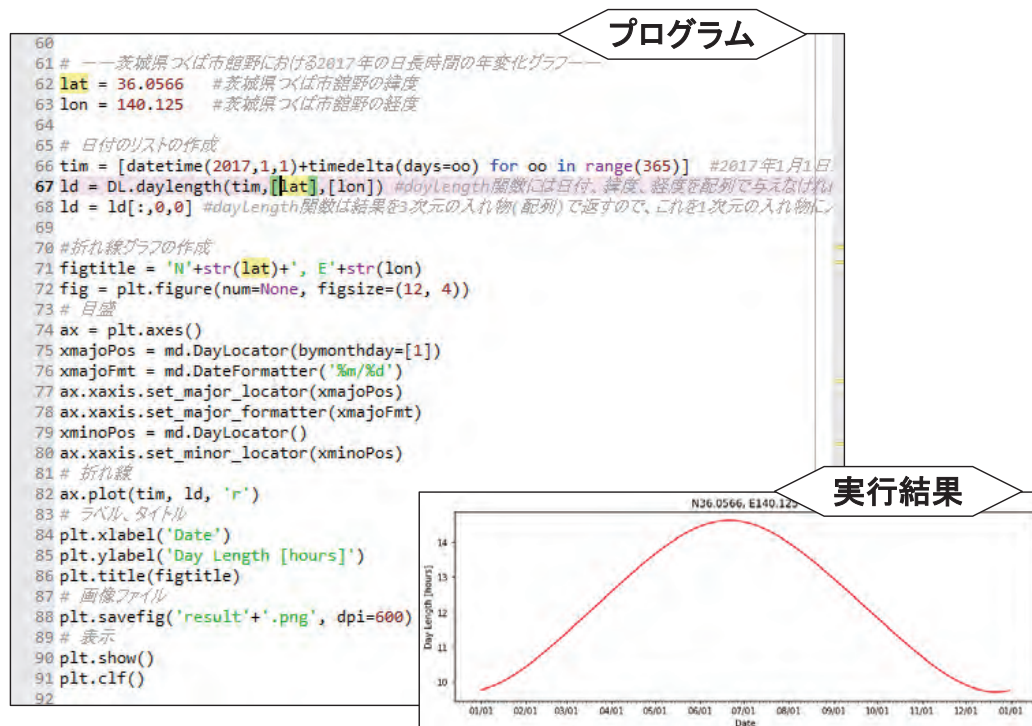 プログラム
60
61 # ーー茨城県つくば市舘野における2017年の日長時間の年変化グラフーー
62 lat = 36.0566 #茨城県つくば市舘野の緯度
63 lon = 140.125 #茨城県つくば市舘野の経度
64
65 # 日付のリストの作成
66 tim = [datetime(2017,1,1)+timedelta(days=oo) for oo in range(365)] #2017年1月1日
67 ld = DL.daylength(tim,[lat],[lon]) #daylength関数には日付、緯度、経度を配列で与えなければ
68 ld = ld[:,0,0] #daylength関数は結果を3次元の入れ物(配列)で返すので、これを1次元の入れ物に
69
70 #折れ線グラフの作成
71 figtitle = 'N'+str(lat)+', E'+str(lon)
72 fig = plt.figure(num=None, figsize=(12, 4))
73 # 目盛
74 ax = plt.axes()
75 xmajoPos = md.DayLocator(bymonthday=[1])
76 xmajoFmt = md.DateFormatter('%m/%d')
77 ax.xaxis.set_major_locator(xmajoPos)
78 ax.xaxis.set_major_formatter(xmajoFmt)
79 xminoPos = md.DayLocator()
80 ax.xaxis.set_minor_locator(xminoPos)
81 # 折れ線
82 ax.plot(tim, ld, 'r')
83 # ラベル、タイトル
84 plt.xlabel('Date')
85 plt.ylabel('Day Length [hours]')
86 plt.title(figtitle)
87 # 画像ファイル
88 plt.savefig('result'+'.png', dpi=600)
89 # 表示
90 plt.show()
91 plt.clf()
92
実行結果
N36.0566, E140.125
Day Length [hours]
14
13
12
11
10
01/01 02/01 03/01 04/01 05/01 06/01 07/01 08/01 09/01 10/01 11/01 12/01 01/01
Date